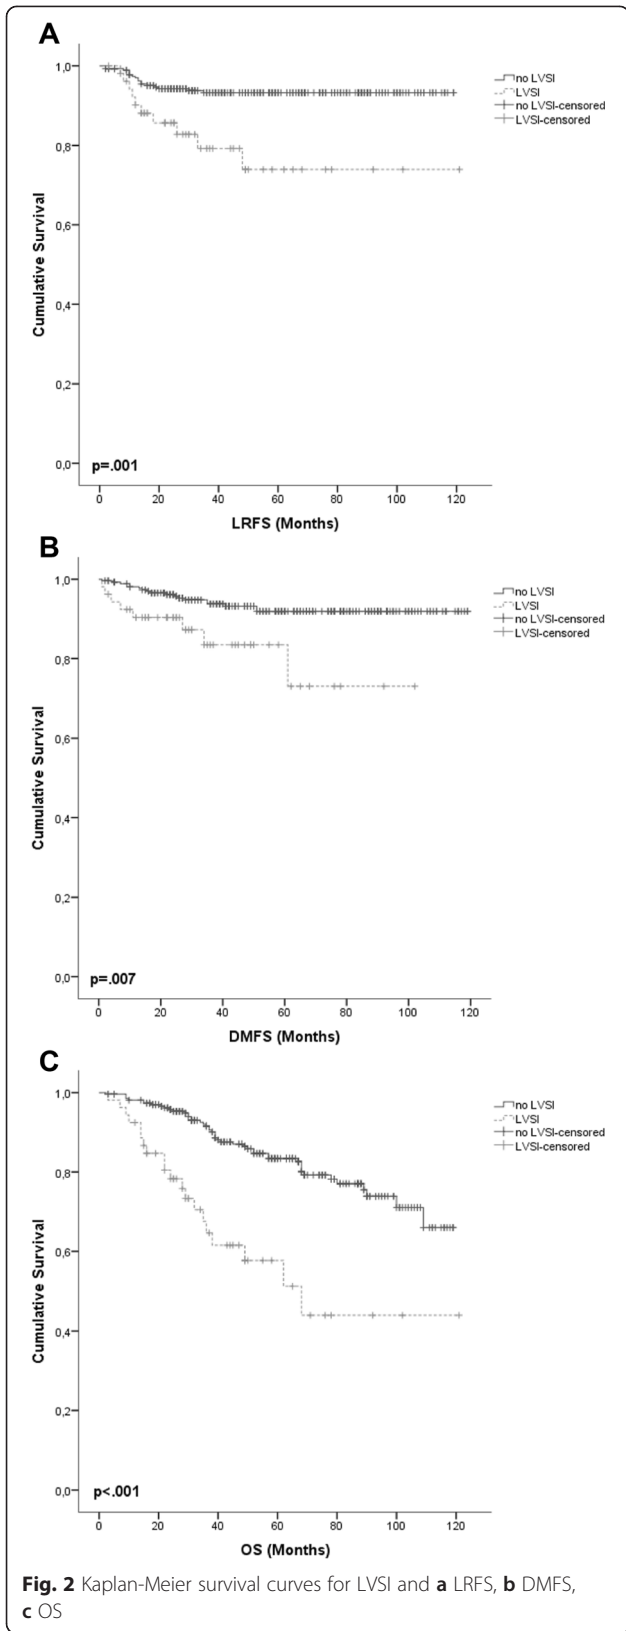 A
1,0
0,8
0,6
0,4
0,2
0,0
Cumulative Survival
no LVSI
LVSI
no LVSI-censored
LVSI-censored
p=.001
0 20 40 60 80 100 120
LRFS (Months)
B
1,0
0,8
0,6
0,4
0,2
0,0
Cumulative Survival
no LVSI
LVSI
no LVSI-censored
LVSI-censored
p=.007
0 20 40 60 80 100 120
DMFS (Months)
C
1,0
0,8
0,6
0,4
0,2
0,0
Cumulative Survival
no LVSI
LVSI
no LVSI-censored
LVSI-censored
p<.001
0 20 40 60 80 100 120
OS (Months)
Fig. 2 Kaplan-Meier survival curves for LVSI and a LRFS, b DMFS,
c OS